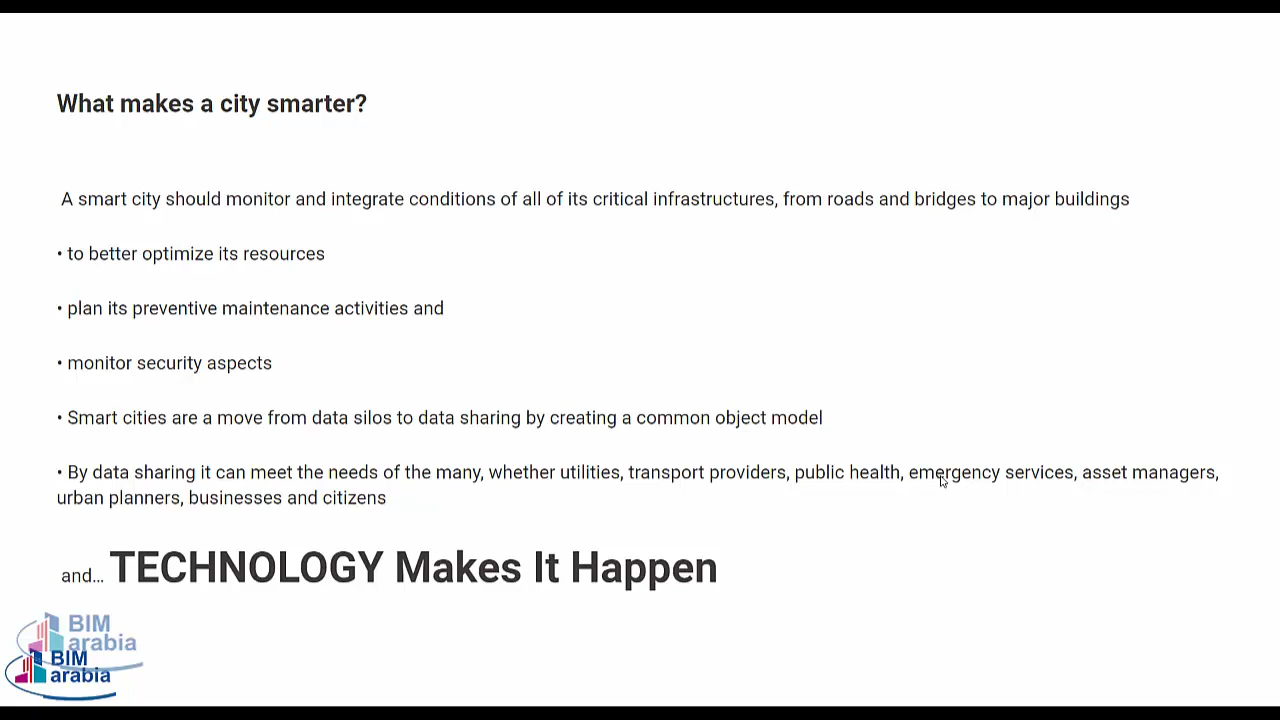 What makes a city smarter?
A smart city should monitor and integrate conditions of all of its critical infrastructures, from roads and bridges to major buildings
• to better optimize its resources
• plan its preventive maintenance activities and
• monitor security aspects
• Smart cities are a move from data silos to data sharing by creating a common object model
• By data sharing it can meet the needs of the many, whether utilities, transport providers, public health, emergency services, asset managers,
urban planners, businesses and citizens
and... TECHNOLOGY Makes It Happen
BIM
arabia
BIM
arabia